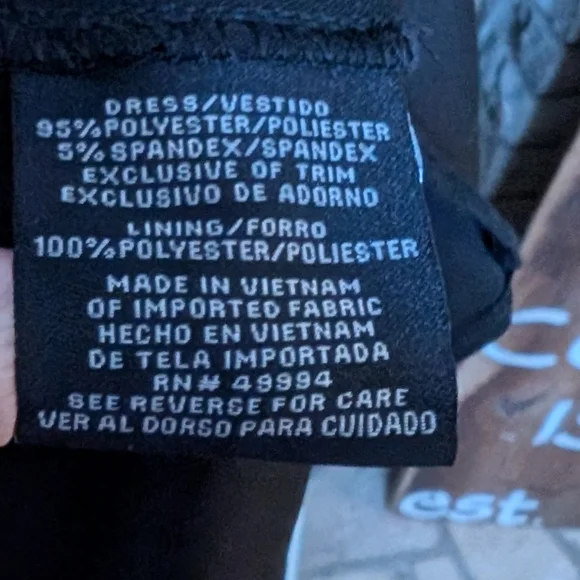 DRESS/VESTIDO
95% POLYESTER/POLIESTER
5% SPANDEX/SPANDEX
EXCLUSIVE OF TRIM
EXCLUSIVO DE ADORNO
LINING/FORRO
100% POLYESTER/POLIESTER
MADE IN VIETNAM
OF IMPORTED FABRIC
HECHO EN VIETNAM
DE TELA IMPORTADA
RN# 49994
SEE REVERSE FOR CARE
VER AL DORSO PARA CUIDADO
est.